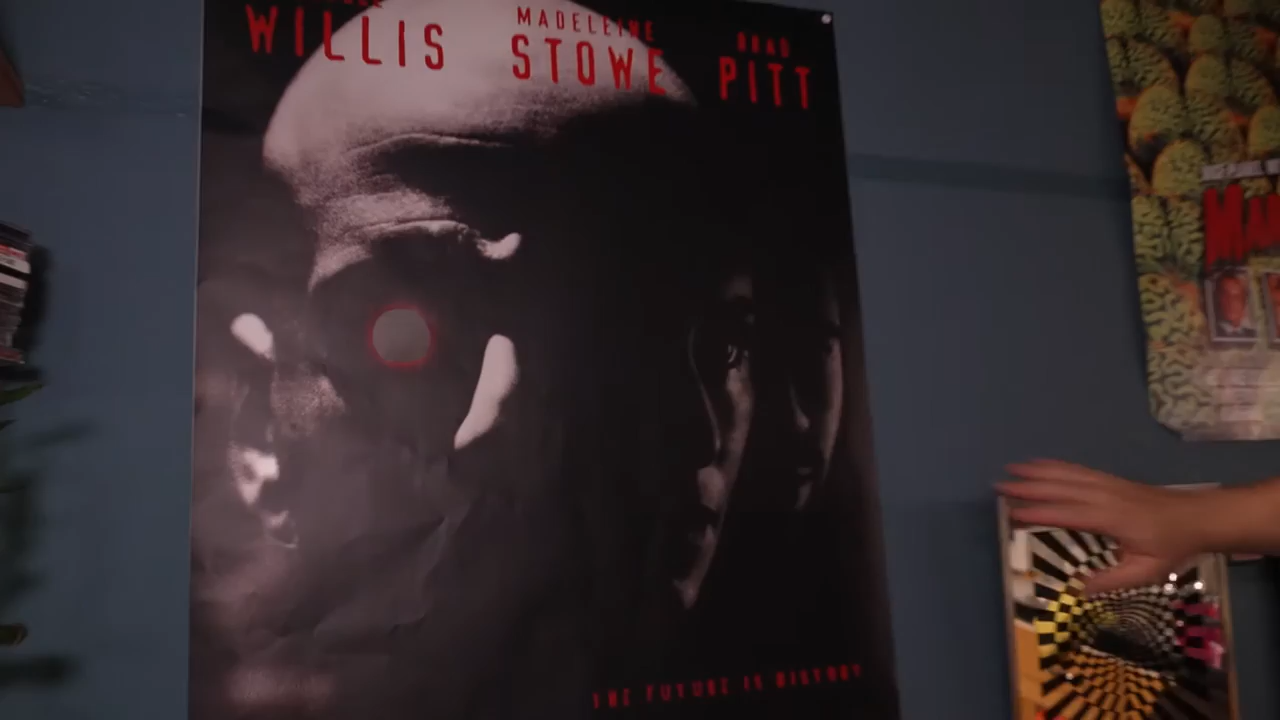 WILLIS
MADELEINE
STOWE
BRAD
PITT
THE FUTURE IS HISTORY